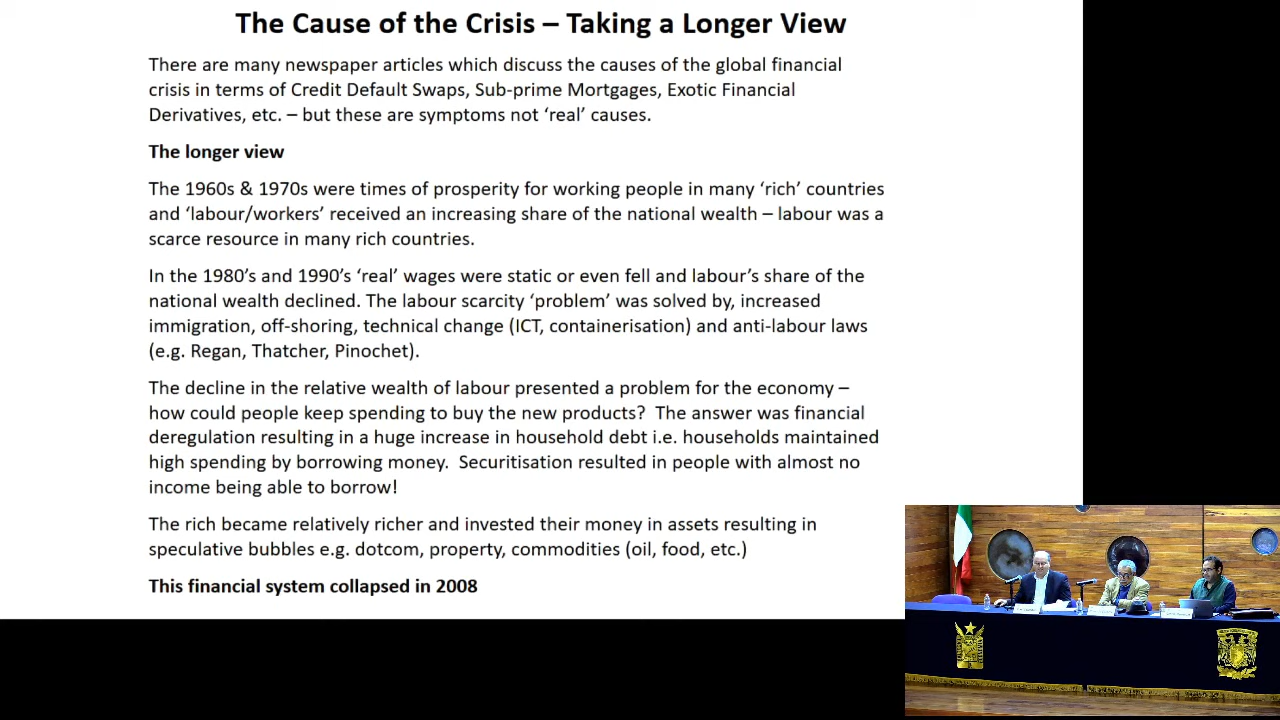 The Cause of the Crisis – Taking a Longer View
There are many newspaper articles which discuss the causes of the global financial
crisis in terms of Credit Default Swaps, Sub-prime Mortgages, Exotic Financial
Derivatives, etc. – but these are symptoms not ‘real’ causes.
The longer view
The 1960s & 1970s were times of prosperity for working people in many ‘rich’ countries
and ‘labour/workers’ received an increasing share of the national wealth – labour was a
scarce resource in many rich countries.
In the 1980’s and 1990’s ‘real’ wages were static or even fell and labour’s share of the
national wealth declined. The labour scarcity ‘problem’ was solved by, increased
immigration, off-shoring, technical change (ICT, containerisation) and anti-labour laws
(e.g. Regan, Thatcher, Pinochet).
The decline in the relative wealth of labour presented a problem for the economy –
how could people keep spending to buy the new products?  The answer was financial
deregulation resulting in a huge increase in household debt i.e. households maintained
high spending by borrowing money.  Securitisation resulted in people with almost no
income being able to borrow!
The rich became relatively richer and invested their money in assets resulting in
speculative bubbles e.g. dotcom, property, commodities (oil, food, etc.)
This financial system collapsed in 2008